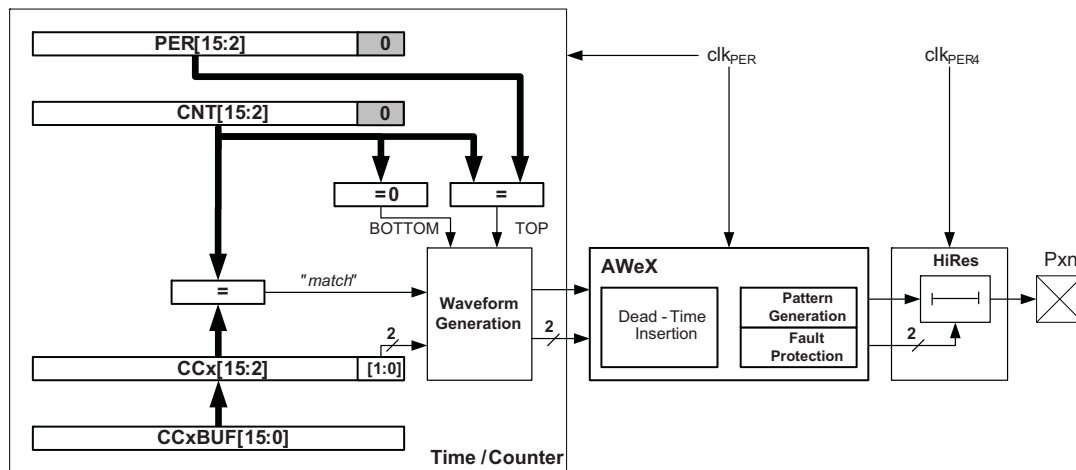 PER[15:2] 0
clkPER
clkPER4
CNT[15:2] 0
= 0
=
BOTTOM
TOP
=
"match"
Waveform
Generation
2
2
CCx[15:2] [1:0]
CCxBUF[15:0]
Time / Counter
AWeX
Dead - Time
Insertion
Pattern
Generation
Fault
Protection
2
HiRes
Pxn